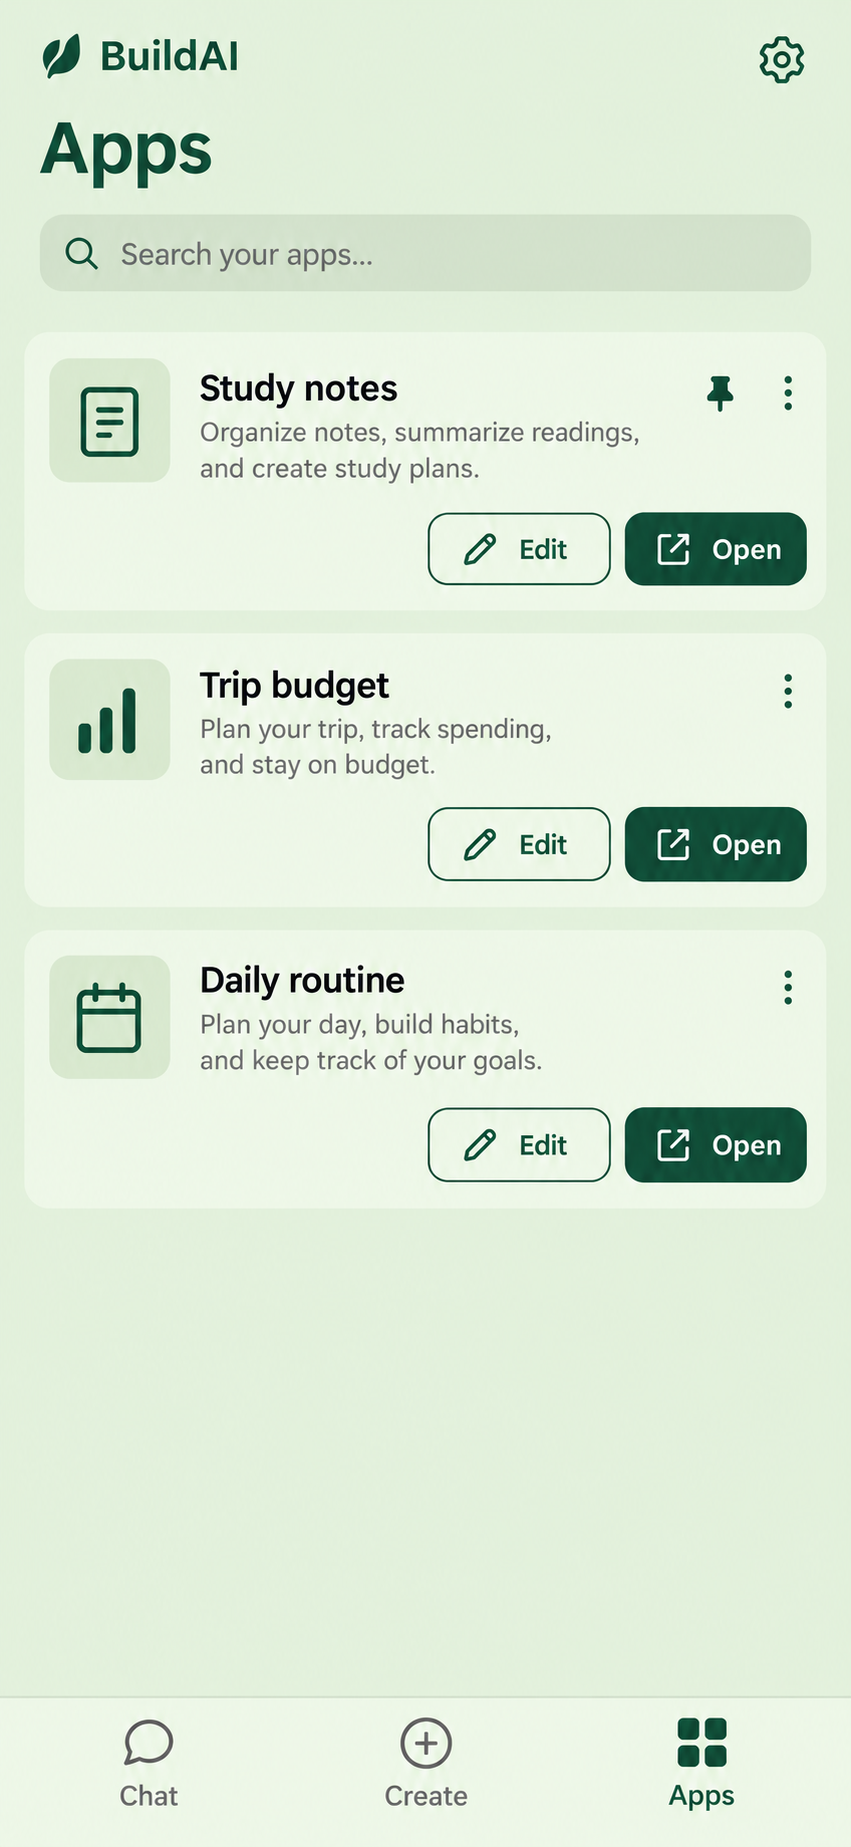 BuildAI
Apps
Search your apps...
Study notes
Organize notes, summarize readings,
and create study plans.
Edit
Open
Trip budget
Plan your trip, track spending,
and stay on budget.
Edit
Open
Daily routine
Plan your day, build habits,
and keep track of your goals.
Edit
Open
Chat
Create
Apps